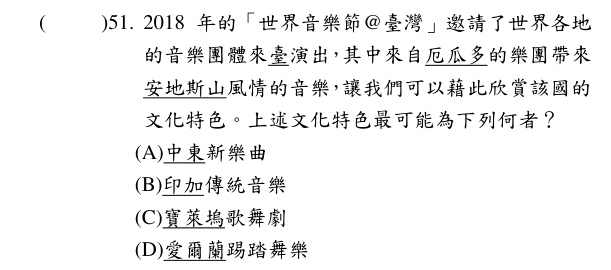 (　　)51. 2018 年的「世界音樂節＠臺灣」邀請了世界各地
的音樂團體來臺演出，其中來自厄瓜多的樂團帶來
安地斯山風情的音樂，讓我們可以藉此欣賞該國的
文化特色。上述文化特色最可能為下列何者？
(A)中東新樂曲
(B)印加傳統音樂
(C)寶萊塢歌舞劇
(D)愛爾蘭踢踏舞樂